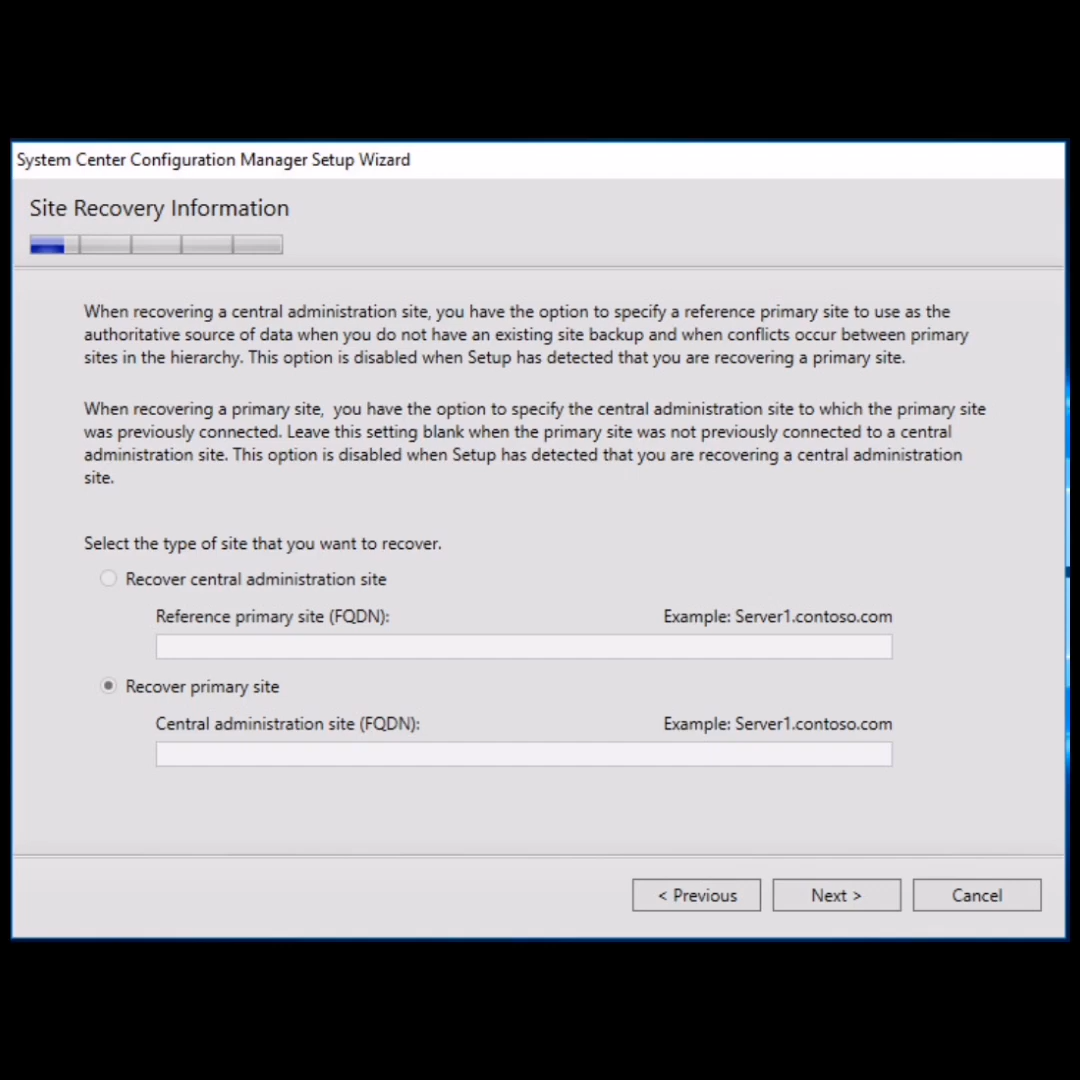 System Center Configuration Manager Setup Wizard
Site Recovery Information
When recovering a central administration site, you have the option to specify a reference primary site to use as the
authoritative source of data when you do not have an existing site backup and when conflicts occur between primary
sites in the hierarchy. This option is disabled when Setup has detected that you are recovering a primary site.
When recovering a primary site,  you have the option to specify the central administration site to which the primary site
was previously connected. Leave this setting blank when the primary site was not previously connected to a central
administration site. This option is disabled when Setup has detected that you are recovering a central administration
site.
Select the type of site that you want to recover.
Recover central administration site
Reference primary site (FQDN): Example: Server1.contoso.com
Recover primary site
Central administration site (FQDN): Example: Server1.contoso.com
< Previous Next > Cancel